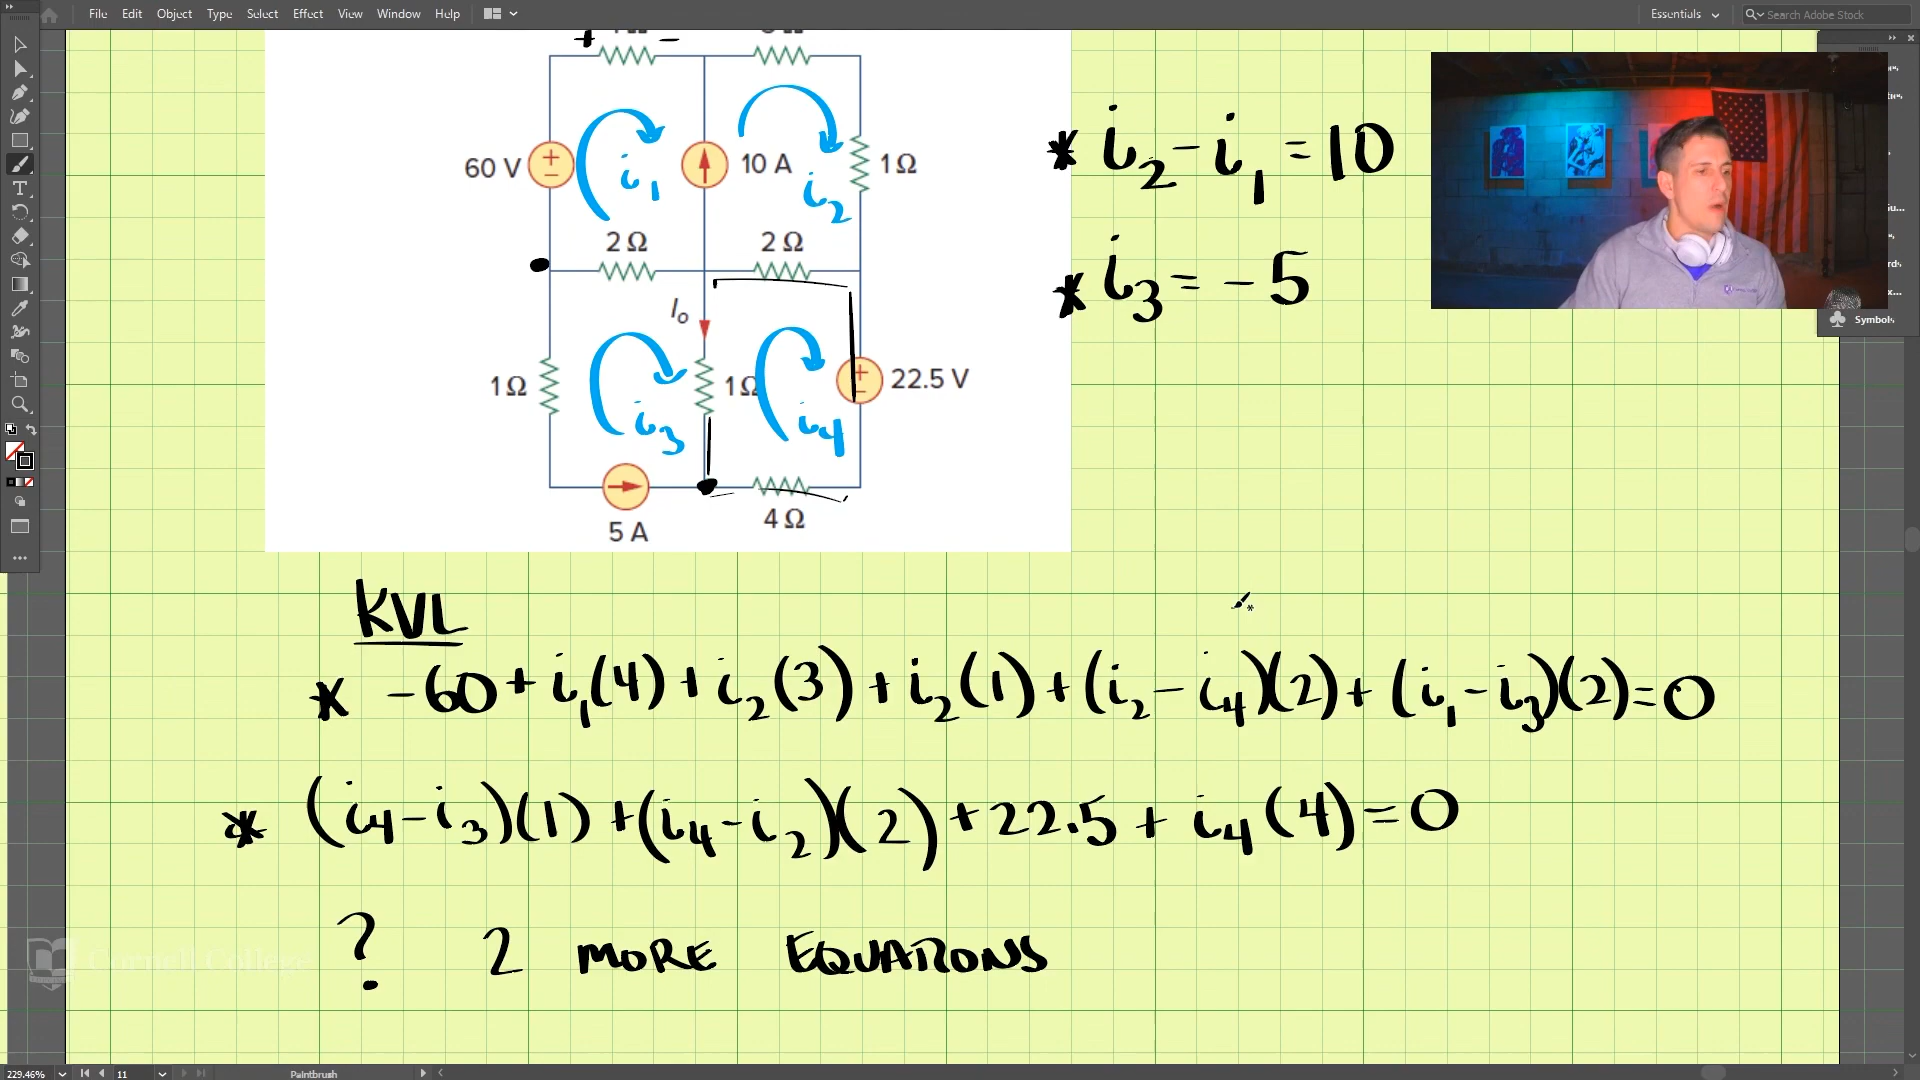 File Edit Object Type Select Effect View Window Help
Essentials
Search Adobe Stock
+ −
60 V
+
−
i1
10 A
i2
1 Ω
2 Ω
2 Ω
Io
1 Ω
i3
1 Ω
i4
+
−
22.5 V
5 A
4 Ω
* i2 − i1 = 10
* i3 = − 5
Symbols
KVL
* −60 + i1(4) + i2(3) + i2(1) + (i2 − i4)(2) + (i1 − i3)(2) = 0
* (i4 − i3)(1) + (i4 − i2)(2) + 22.5 + i4(4) = 0
? 2 MORE EQUATIONS
Cornell College
229.46%
11
Paintbrush